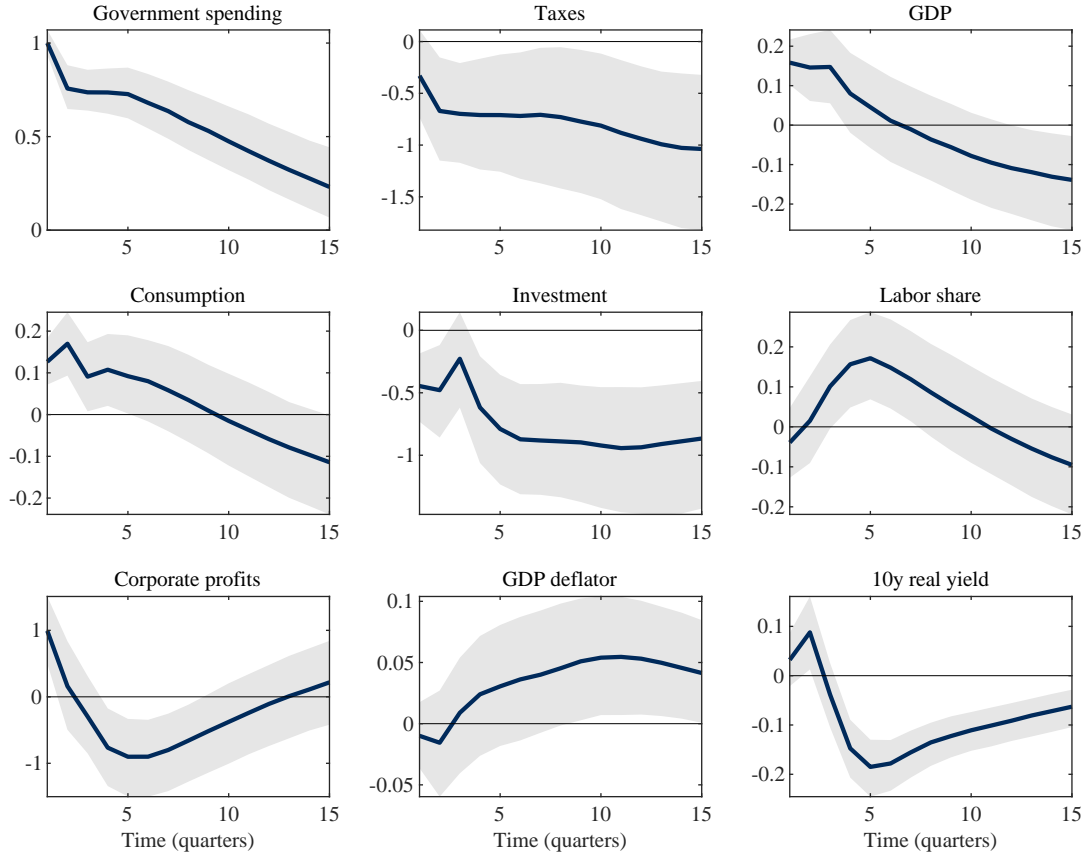 Government spending
1
0.5
0
5 10 15
Taxes
0
-0.5
-1
-1.5
5 10 15
GDP
0.2
0.1
0
-0.1
-0.2
5 10 15
Consumption
0.2
0.1
0
-0.1
-0.2
5 10 15
Investment
0
-0.5
-1
5 10 15
Labor share
0.2
0.1
0
-0.1
-0.2
5 10 15
Corporate profits
1
0
-1
5 10 15
Time (quarters)
GDP deflator
0.1
0.05
0
-0.05
5 10 15
Time (quarters)
10y real yield
0.1
0
-0.1
-0.2
5 10 15
Time (quarters)